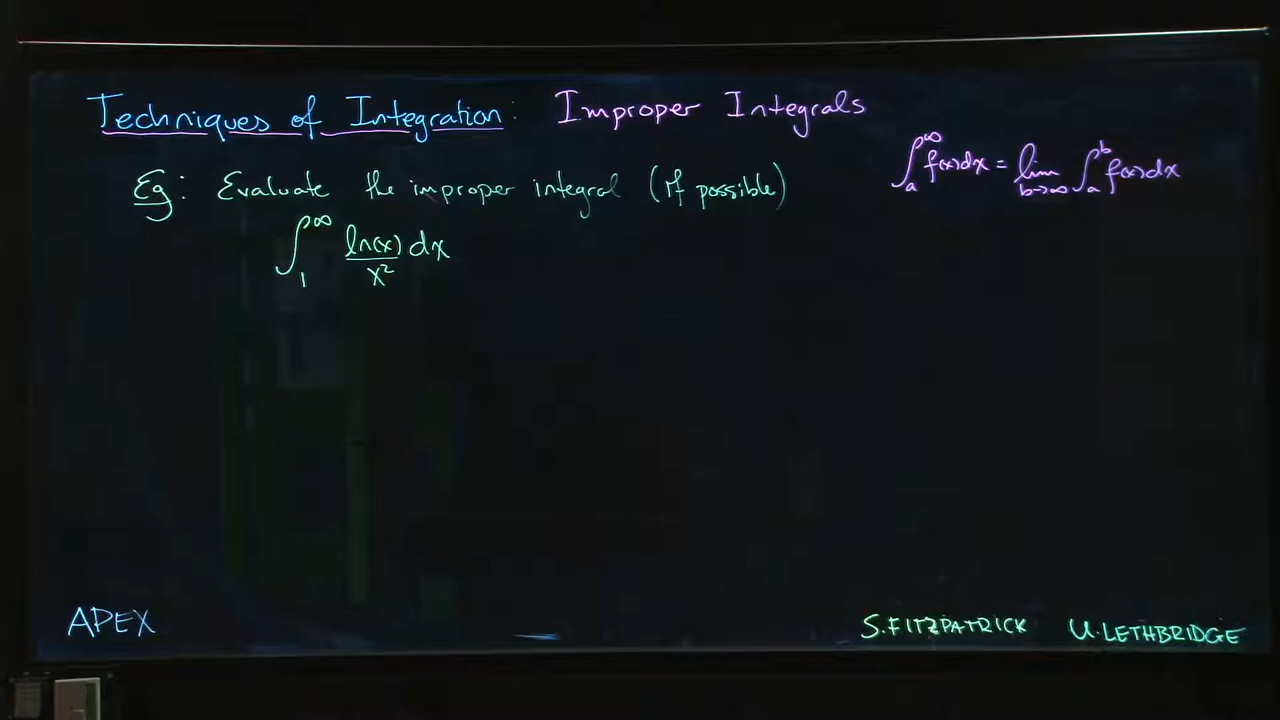 Techniques of Integration: Improper Integrals
∫_a^∞ f(x)dx = lim_{b→∞} ∫_a^b f(x)dx
Eg: Evaluate the improper integral (if possible)
∫_1^∞ ln(x)/x² dx
APEX
S.FITZPATRICK U.LETHBRIDGE